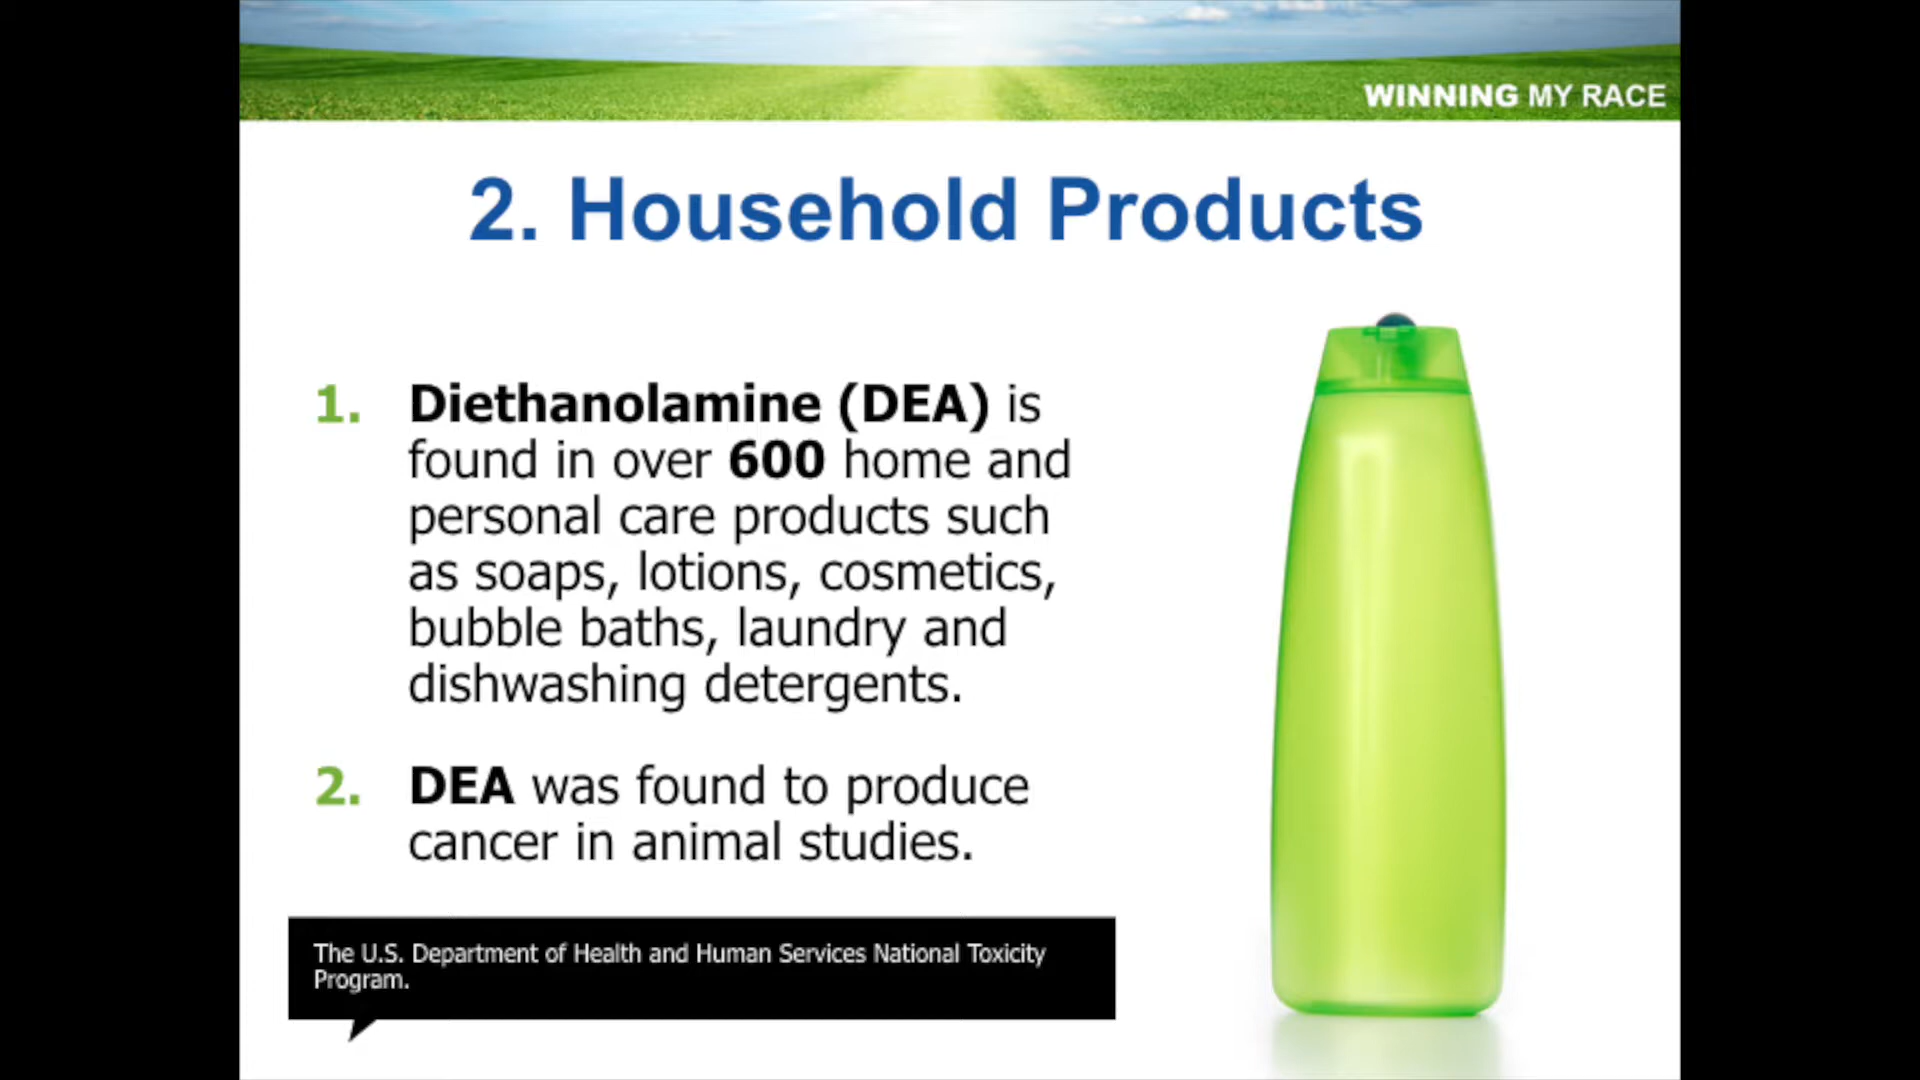 WINNING MY RACE
2. Household Products
1. Diethanolamine (DEA) is
found in over 600 home and
personal care products such
as soaps, lotions, cosmetics,
bubble baths, laundry and
dishwashing detergents.
2. DEA was found to produce
cancer in animal studies.
The U.S. Department of Health and Human Services National Toxicity
Program.